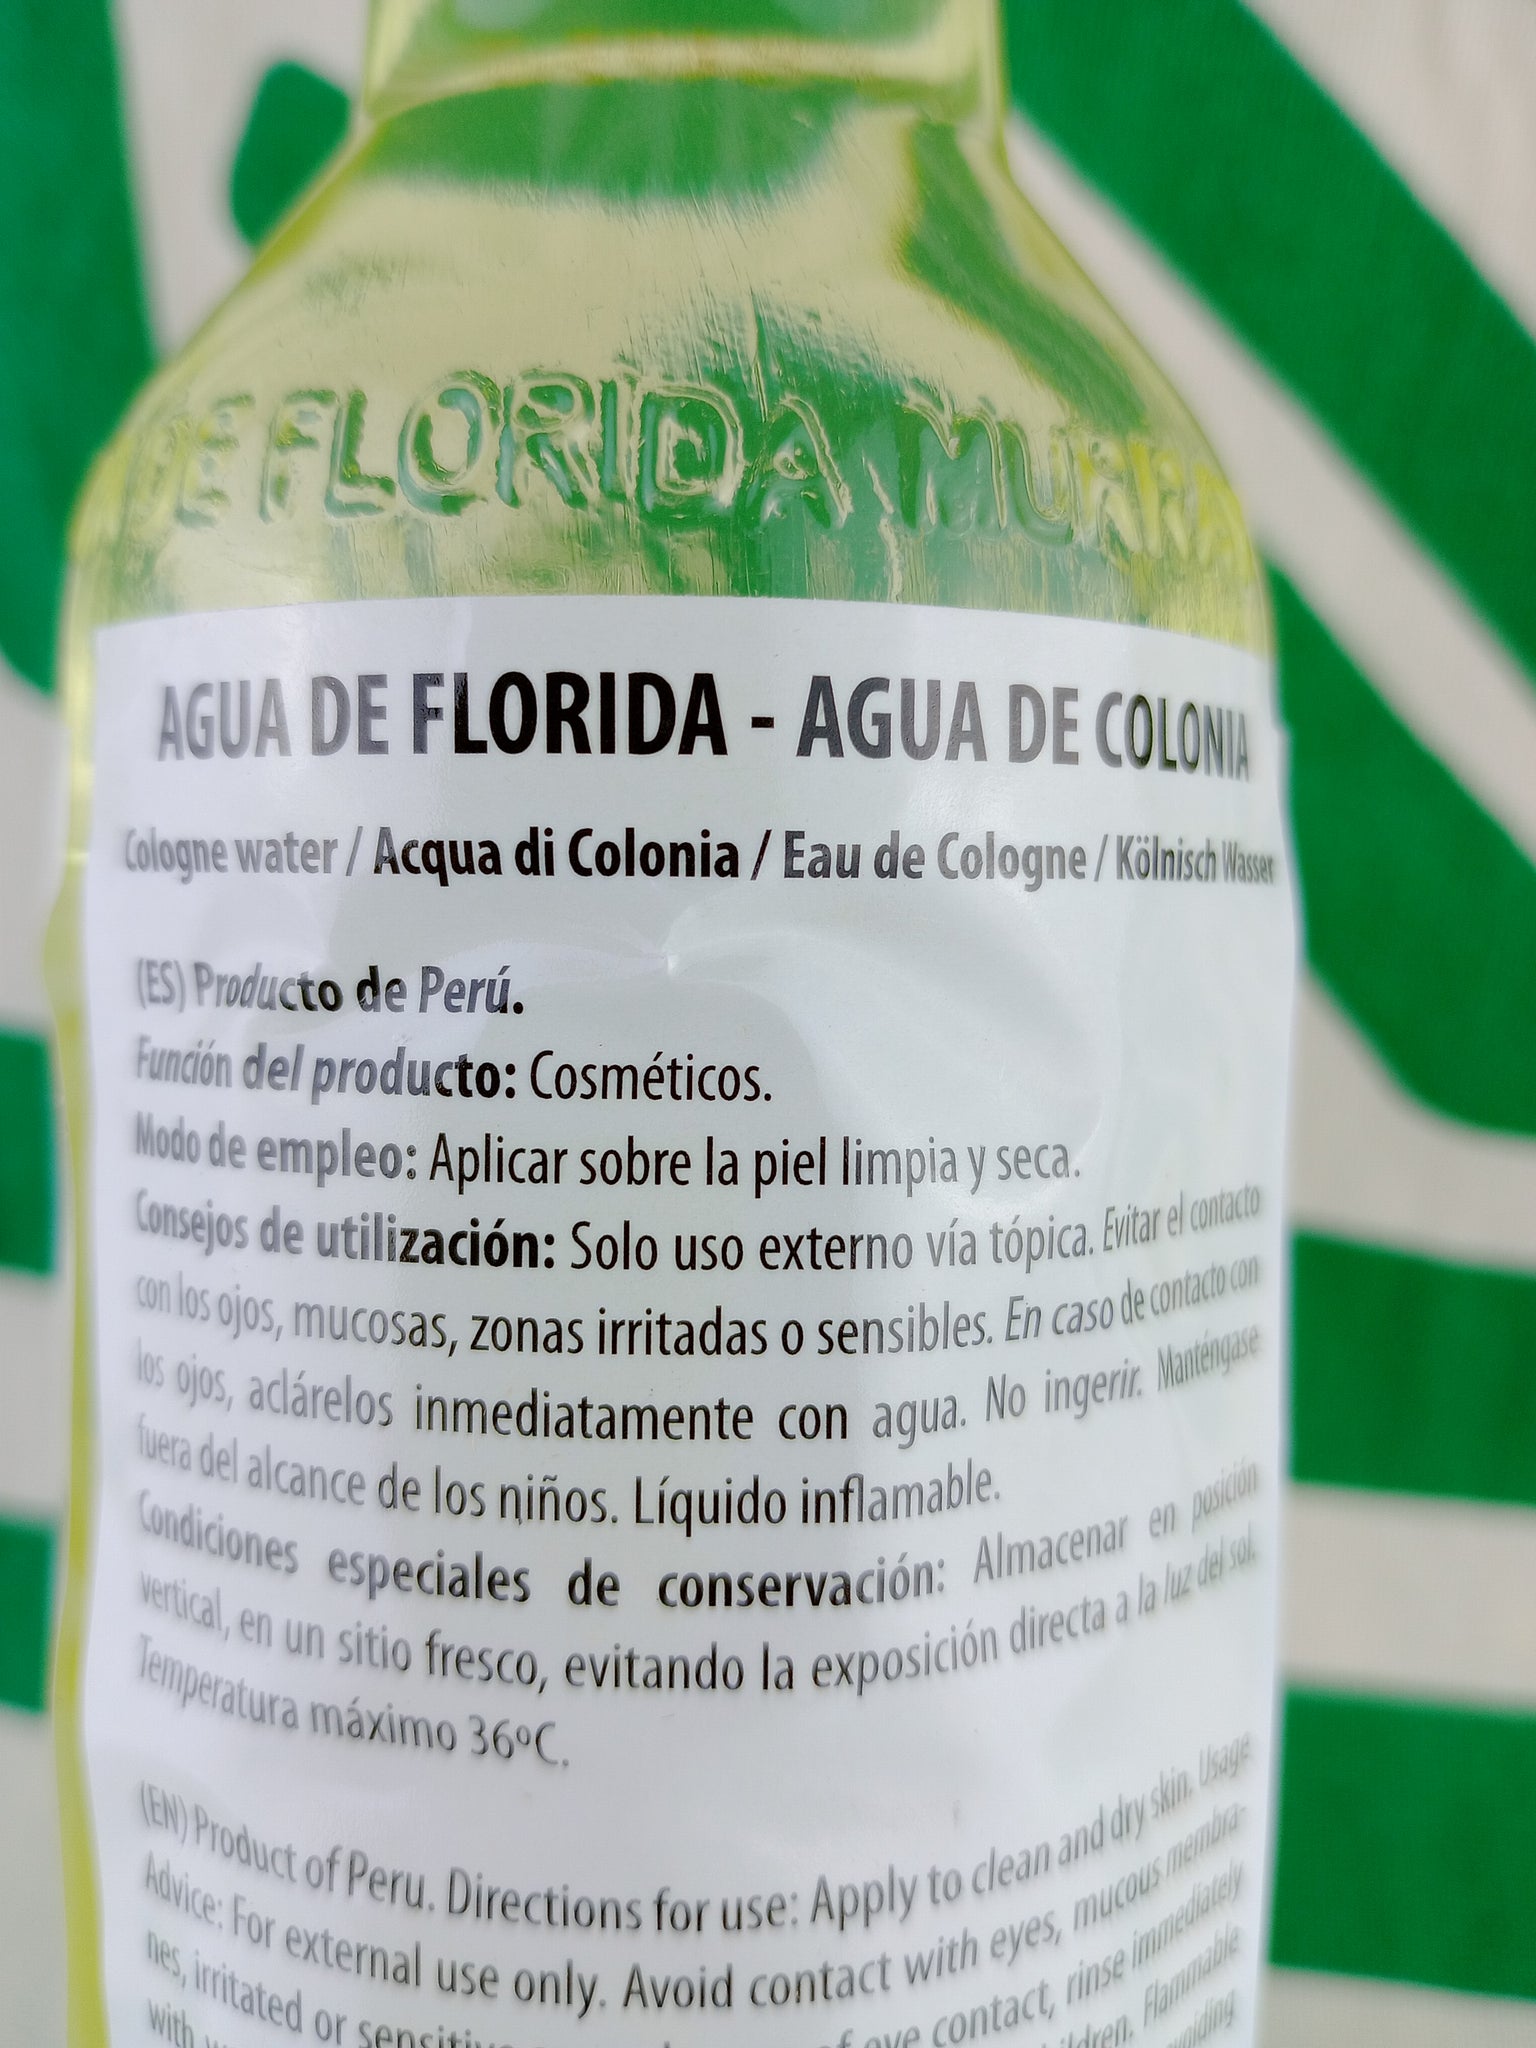 DE FLORIDA MURRA
AGUA DE FLORIDA - AGUA DE COLONIA
Cologne water / Acqua di Colonia / Eau de Cologne / Kölnisch Wasser
(ES) Producto de Perú.
Función del producto: Cosméticos.
Modo de empleo: Aplicar sobre la piel limpia y seca.
Consejos de utilización: Solo uso externo vía tópica. Evitar el contacto
con los ojos, mucosas, zonas irritadas o sensibles. En caso de contacto con
los ojos, aclárelos inmediatamente con agua. No ingerir. Manténgase
fuera del alcance de los niños. Líquido inflamable.
Condiciones especiales de conservación: Almacenar en posición
vertical, en un sitio fresco, evitando la exposición directa a la luz del sol.
Temperatura máximo 36ºC.
(EN) Product of Peru. Directions for use: Apply to clean and dry skin. Usage
Advice: For external use only. Avoid contact with eyes, mucous membra-
nes, irritated or eye contact, rinse immediately
with Flammable